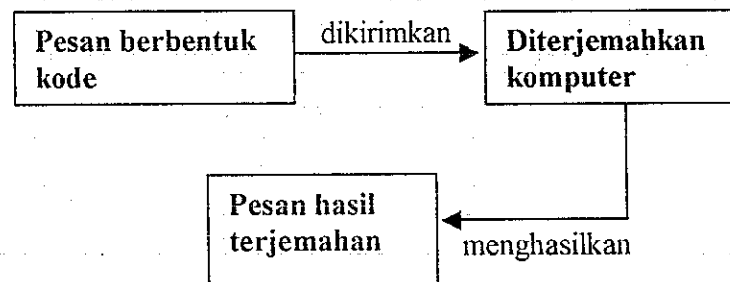 Pesan berbentuk
kode
dikirimkan
Diterjemahkan
komputer
Pesan hasil
terjemahan
menghasilkan